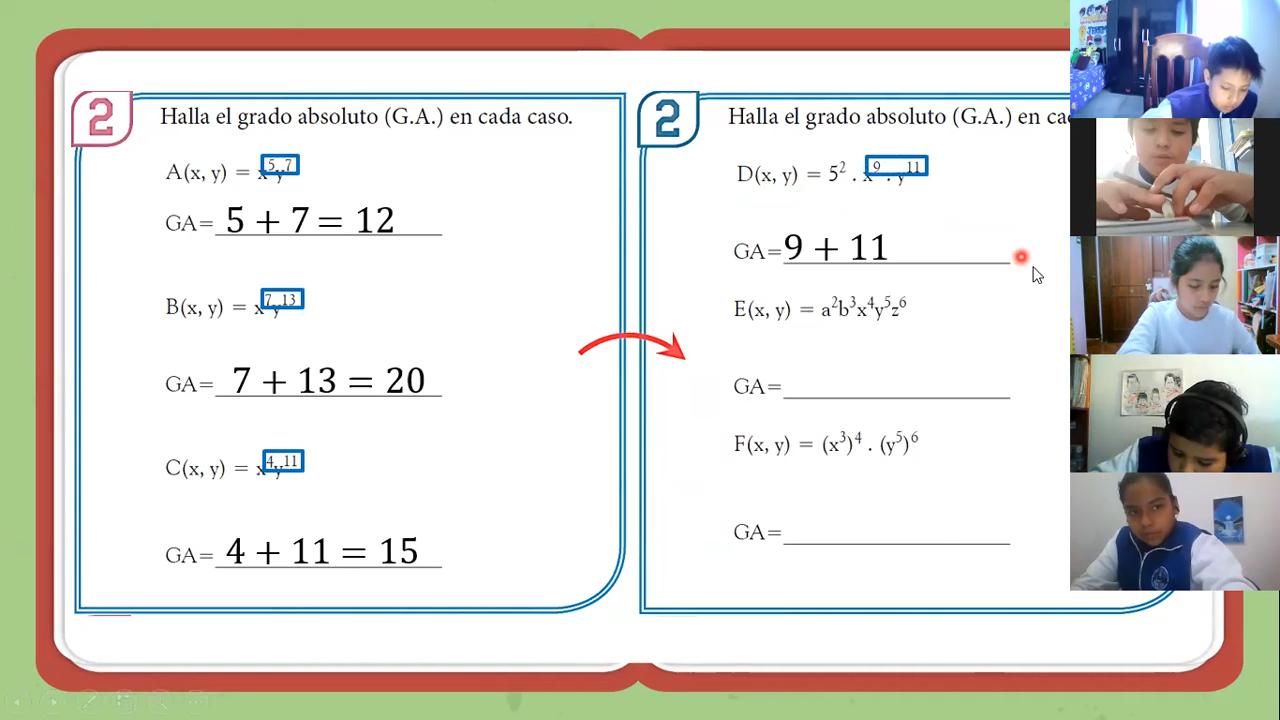 2
Halla el grado absoluto (G.A.) en cada caso.
A(x, y) = x⁵y⁷
GA= 5 + 7 = 12
B(x, y) = x⁷y¹³
GA= 7 + 13 = 20
C(x, y) = x⁴y¹¹
GA= 4 + 11 = 15
2
Halla el grado absoluto (G.A.) en ca
D(x, y) = 5² . x⁹ . y¹¹
GA= 9 + 11
E(x, y) = a²b³x⁴y⁵z⁶
GA=
F(x, y) = (x³)⁴ . (y⁵)⁶
GA=